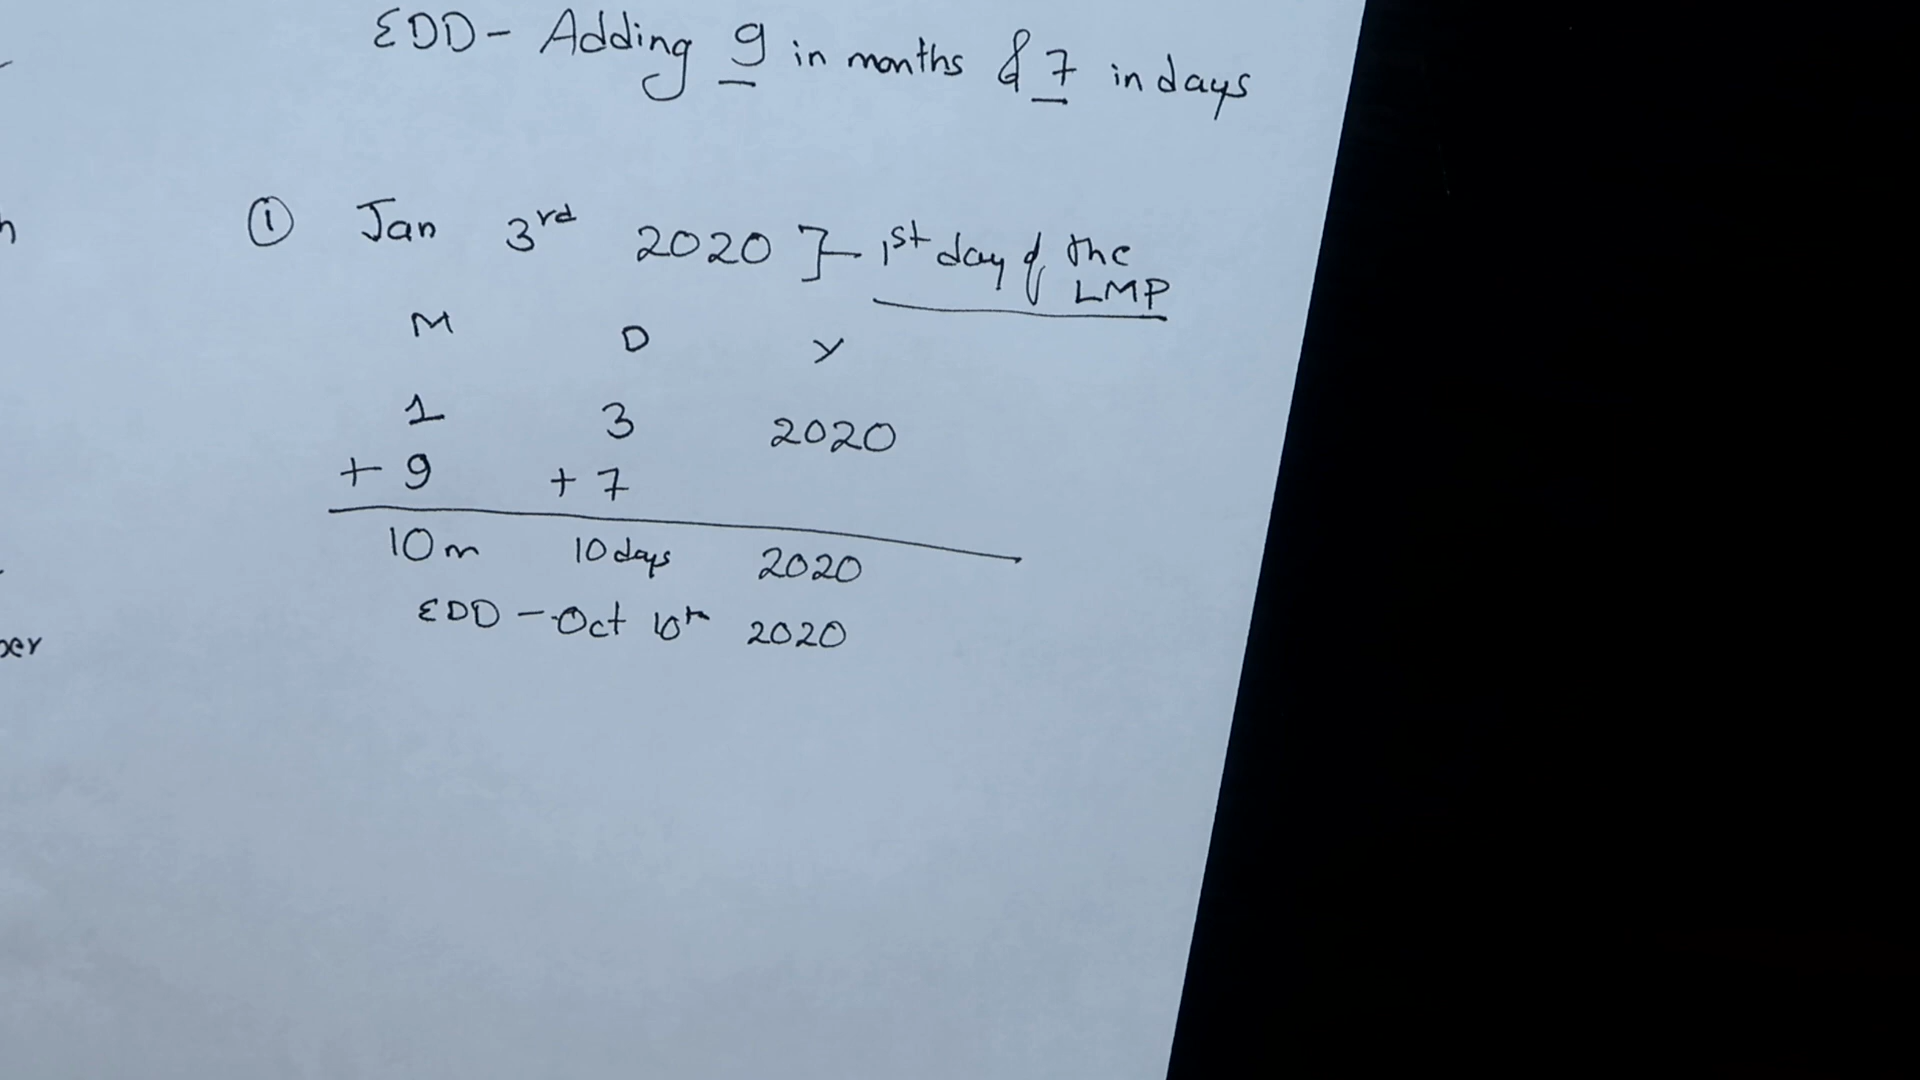 EDD - Adding 9 in months & 7 in days
① Jan 3rd 2020 }- 1st day of the
LMP
M D Y
1 3 2020
+ 9 + 7
10m 10 days 2020
EDD - Oct 10th 2020